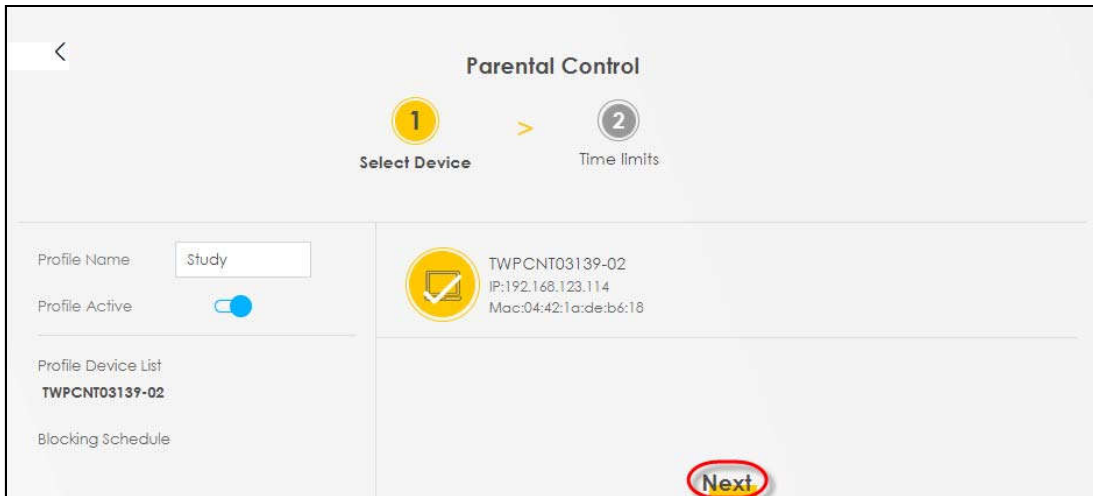 <
Parental Control
1 > 2
Select Device Time limits
Profile Name Study
Profile Active
Profile Device List
TWPCNT03139-02
Blocking Schedule
TWPCNT03139-02
IP:192.168.123.114
Mac:04:42:1a:de:b6:18
Next